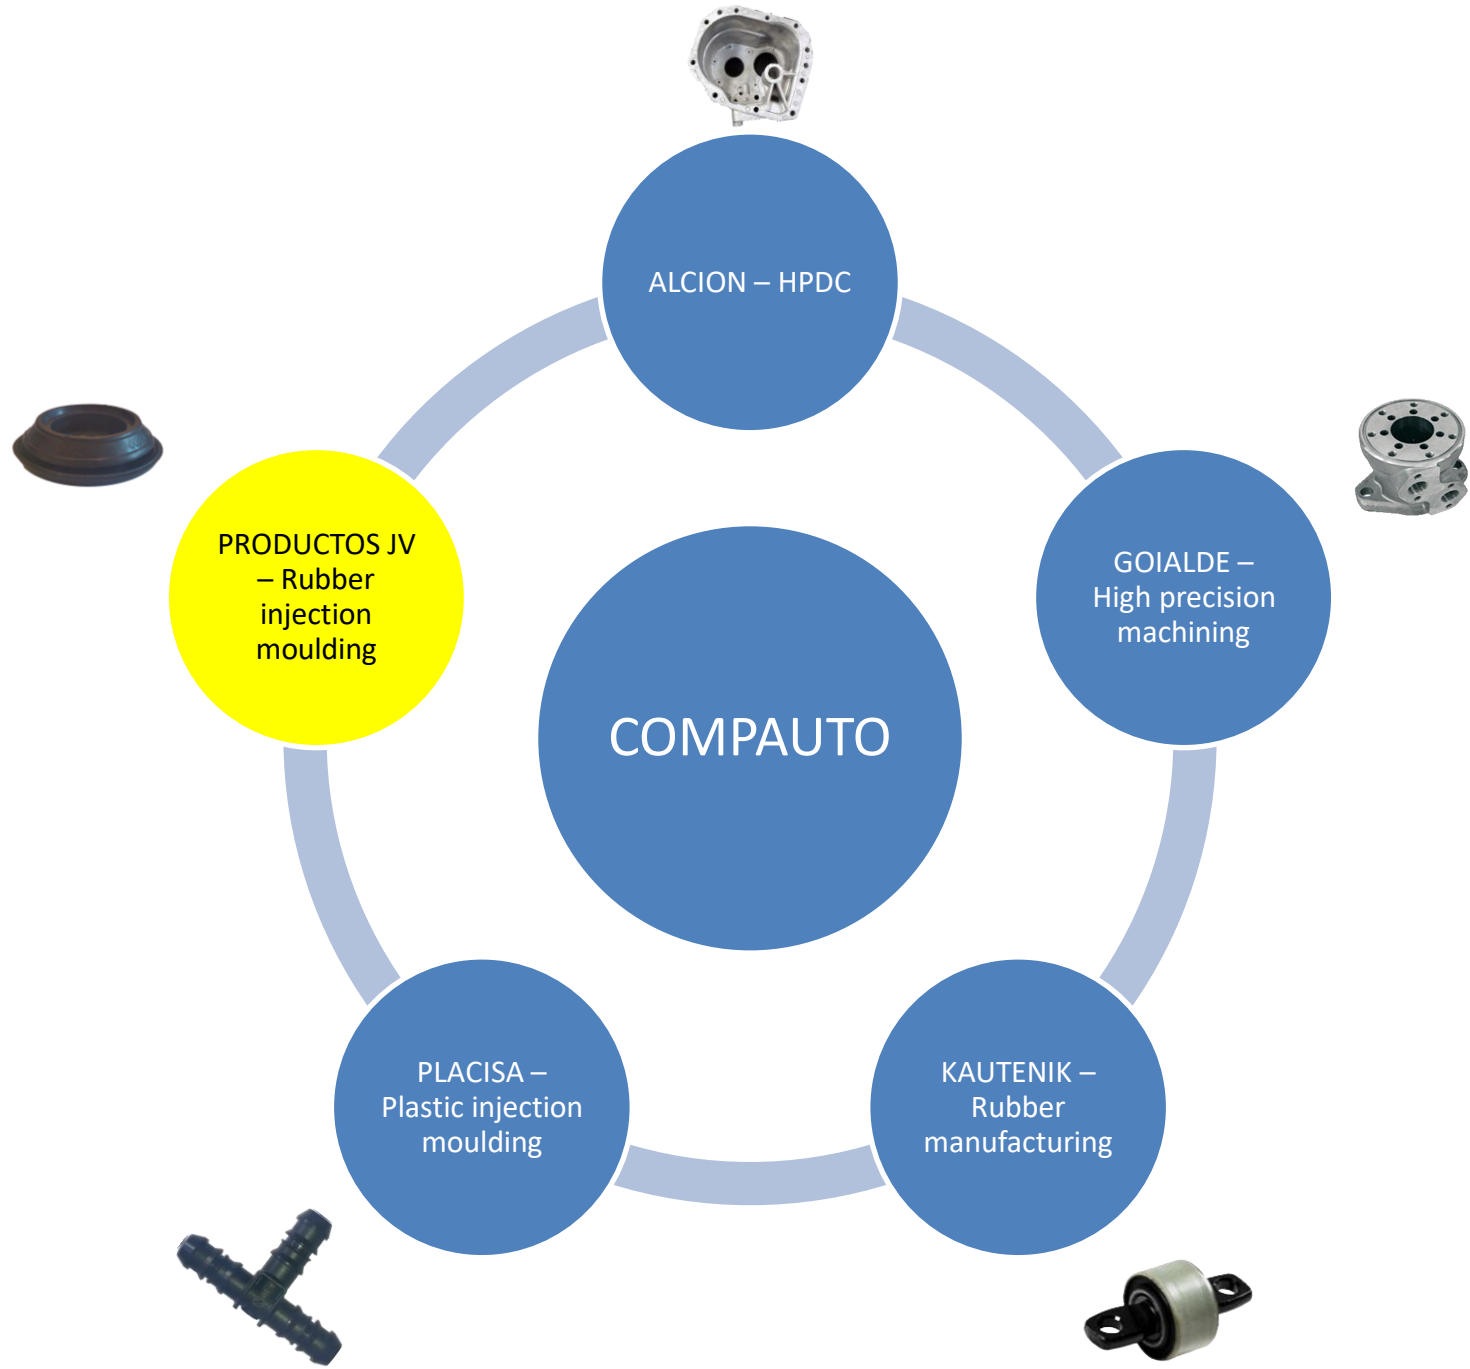 ALCION – HPDC
PRODUCTOS JV
– Rubber
injection
moulding
GOIALDE –
High precision
machining
COMPAUTO
PLACISA –
Plastic injection
moulding
KAUTENIK –
Rubber
manufacturing